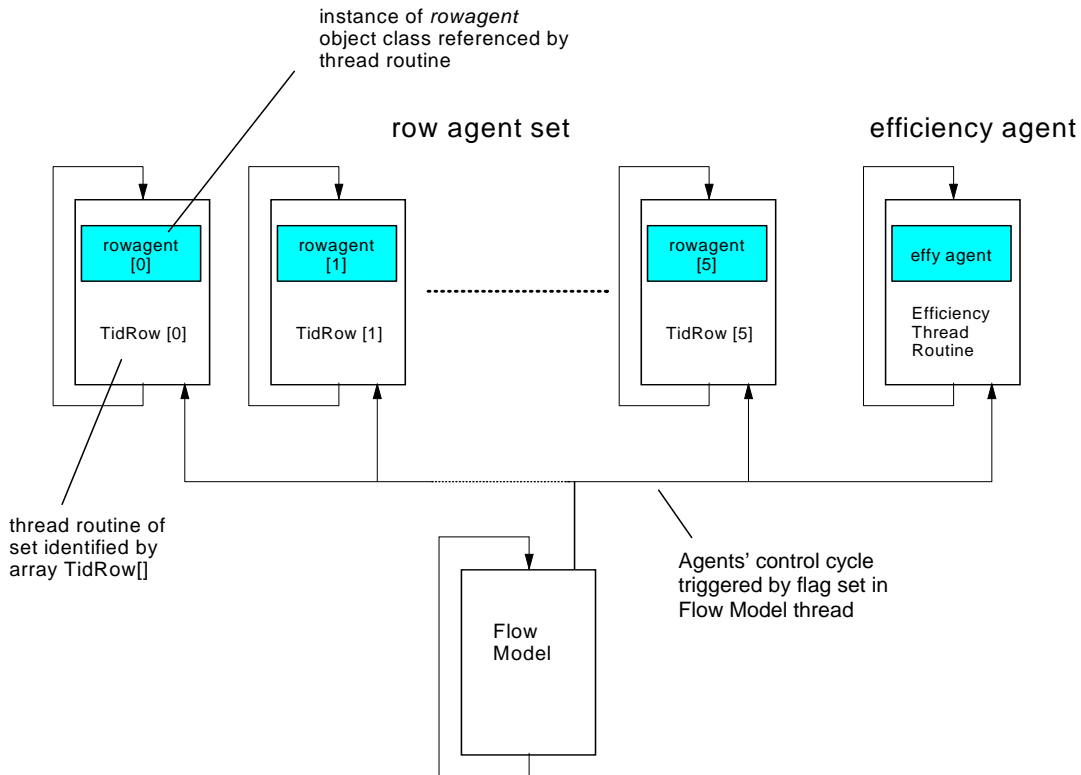 instance of rowagent
object class referenced by
thread routine
row agent set
efficiency agent
rowagent
[0]
rowagent
[1]
rowagent
[5]
effy agent
TidRow [0]
TidRow [1]
TidRow [5]
Efficiency
Thread
Routine
thread routine of
set identified by
array TidRow[]
Agents’ control cycle
triggered by flag set in
Flow Model thread
Flow
Model